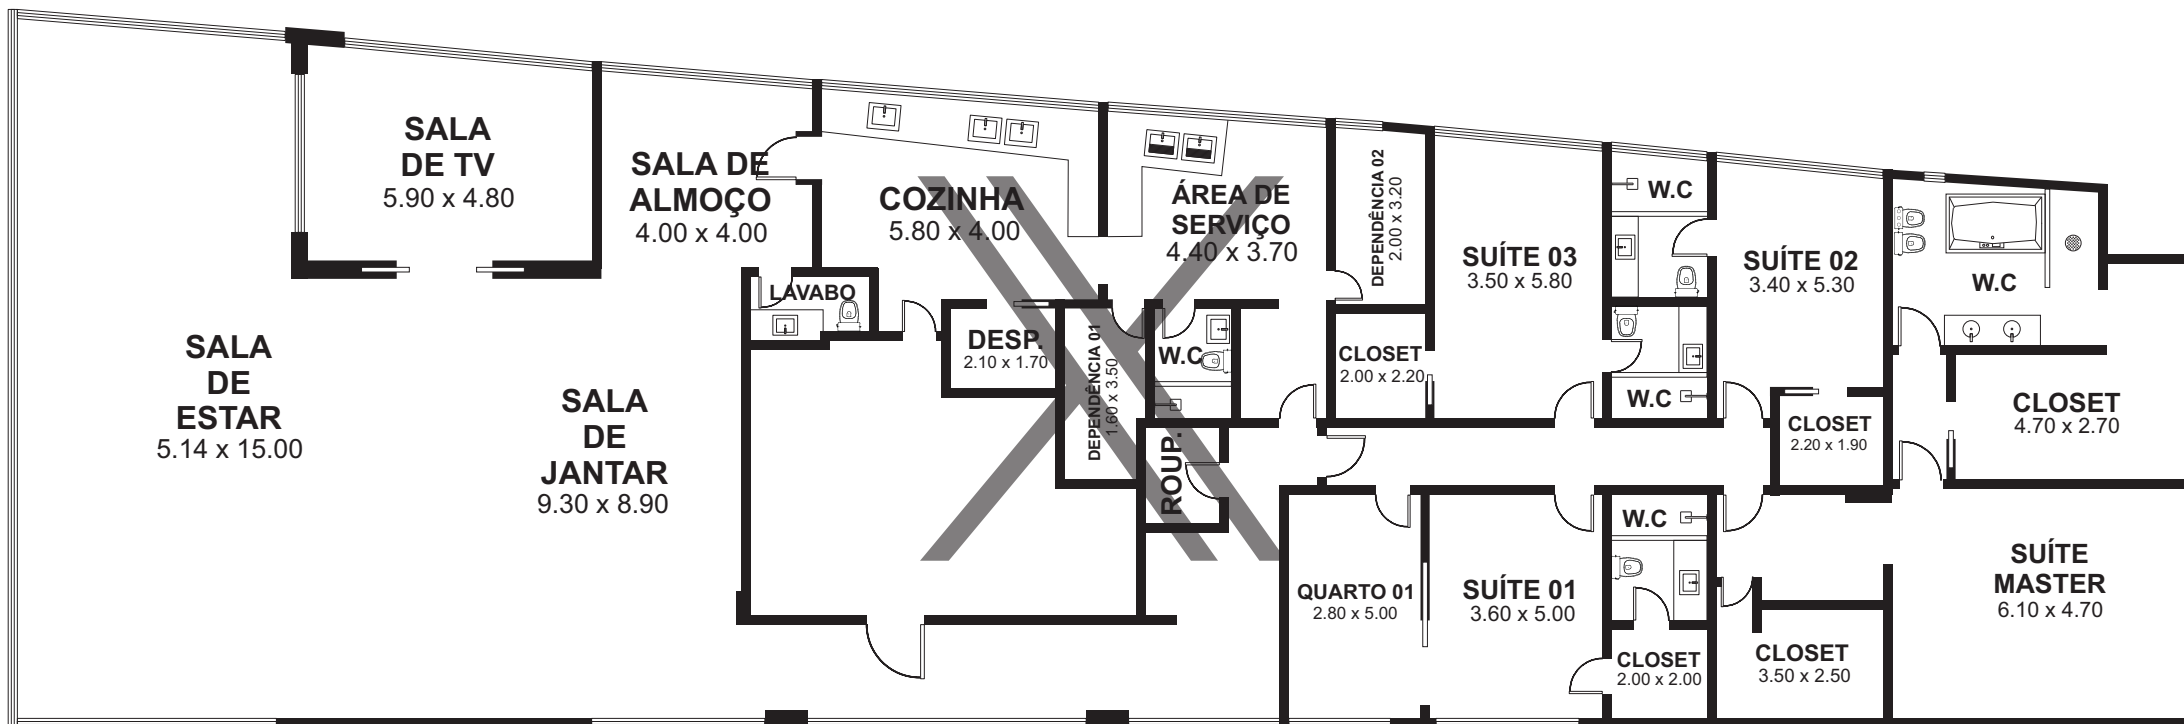 SALA
DE TV
5.90 x 4.80
SALA DE
ALMOÇO
4.00 x 4.00
COZINHA
5.80 x 4.00
ÁREA DE
SERVIÇO
4.40 x 3.70
DEPENDÊNCIA 02
2.00 x 3.20
SUÍTE 03
3.50 x 5.80
W.C
SUÍTE 02
3.40 x 5.30
W.C
LAVABO
SALA
DE
ESTAR
5.14 x 15.00
SALA
DE
JANTAR
9.30 x 8.90
DESP.
2.10 x 1.70
DEPENDÊNCIA 01
1.60 x 3.50
W.C
CLOSET
2.00 x 2.20
W.C
CLOSET
2.20 x 1.90
CLOSET
4.70 x 2.70
ROUP.
W.C
QUARTO 01
2.80 x 5.00
SUÍTE 01
3.60 x 5.00
SUÍTE
MASTER
6.10 x 4.70
CLOSET
2.00 x 2.00
CLOSET
3.50 x 2.50